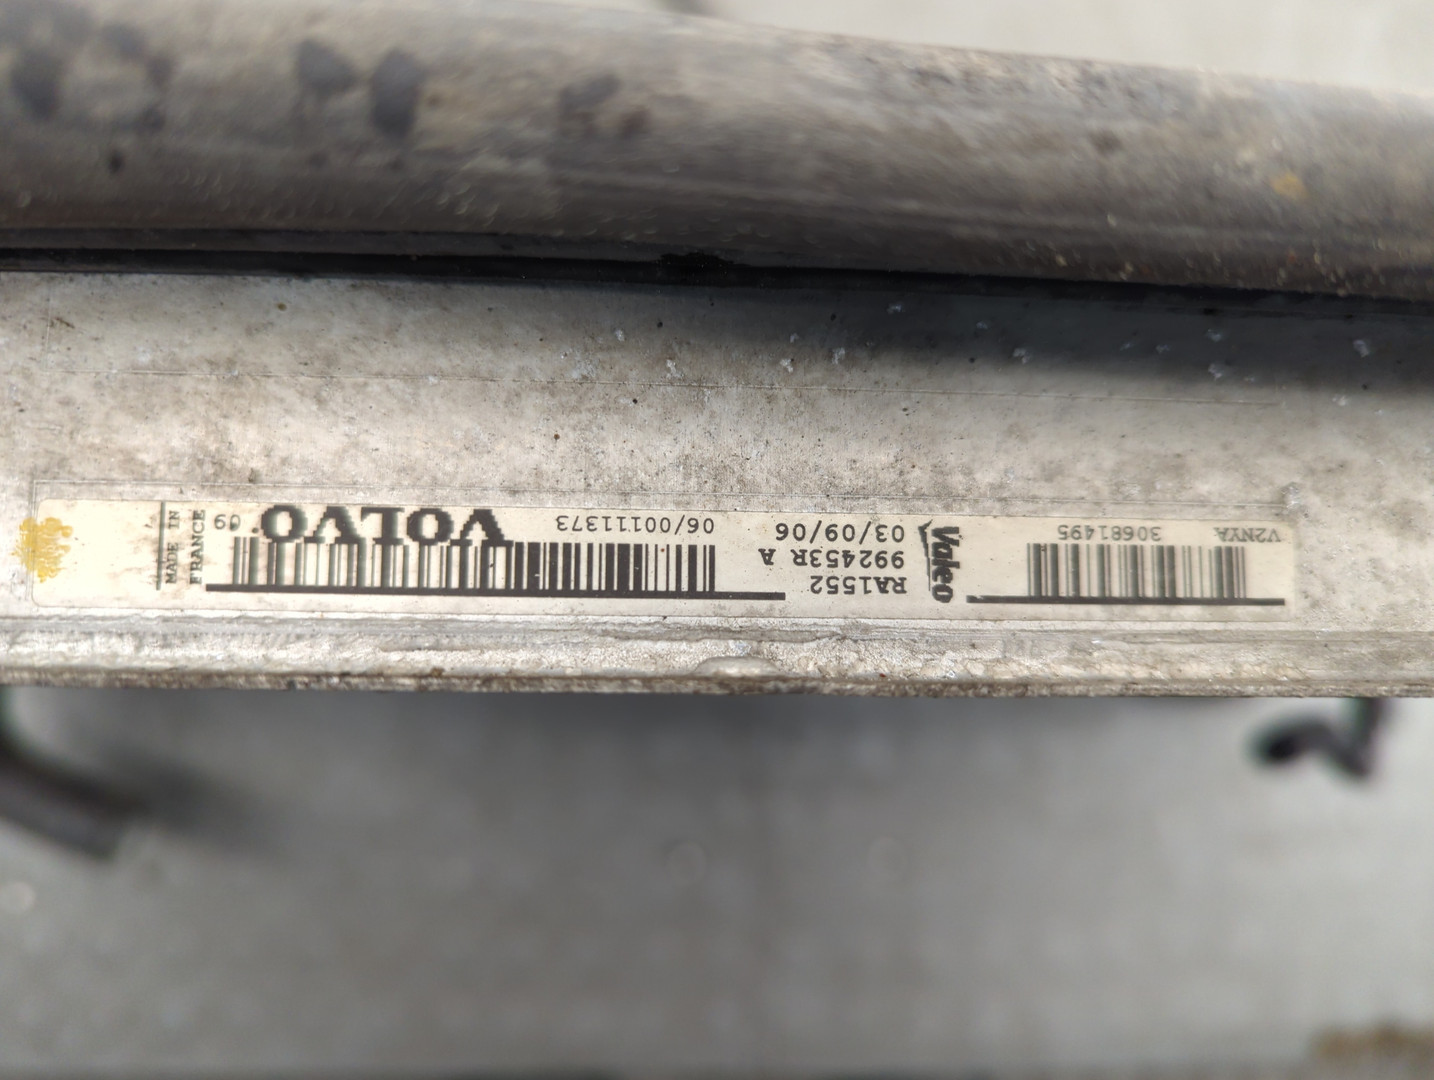 V2NYA 30681495
Valeo
RA1552
992453R A
03/09/06
06/00111373
VOLVO
09
MADE IN
FRANCE